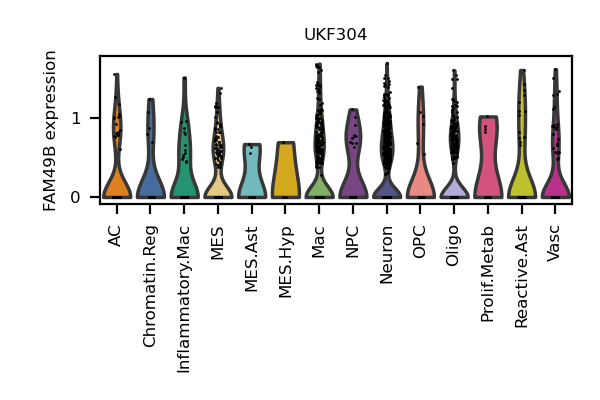 UKF304
FAM49B expression
1
0
AC
Chromatin.Reg
Inflammatory.Mac
MES
MES.Ast
MES.Hyp
Mac
NPC
Neuron
OPC
Oligo
Prolif.Metab
Reactive.Ast
Vasc